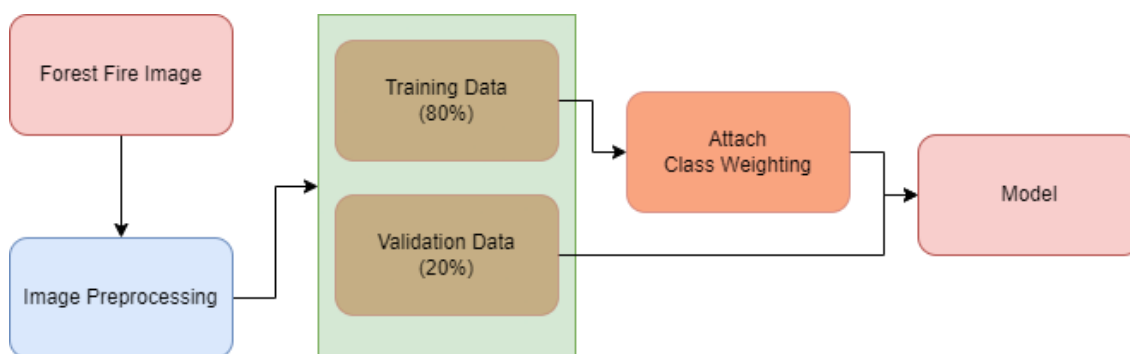 Forest Fire Image
Image Preprocessing
Training Data
(80%)
Validation Data
(20%)
Attach
Class Weighting
Model